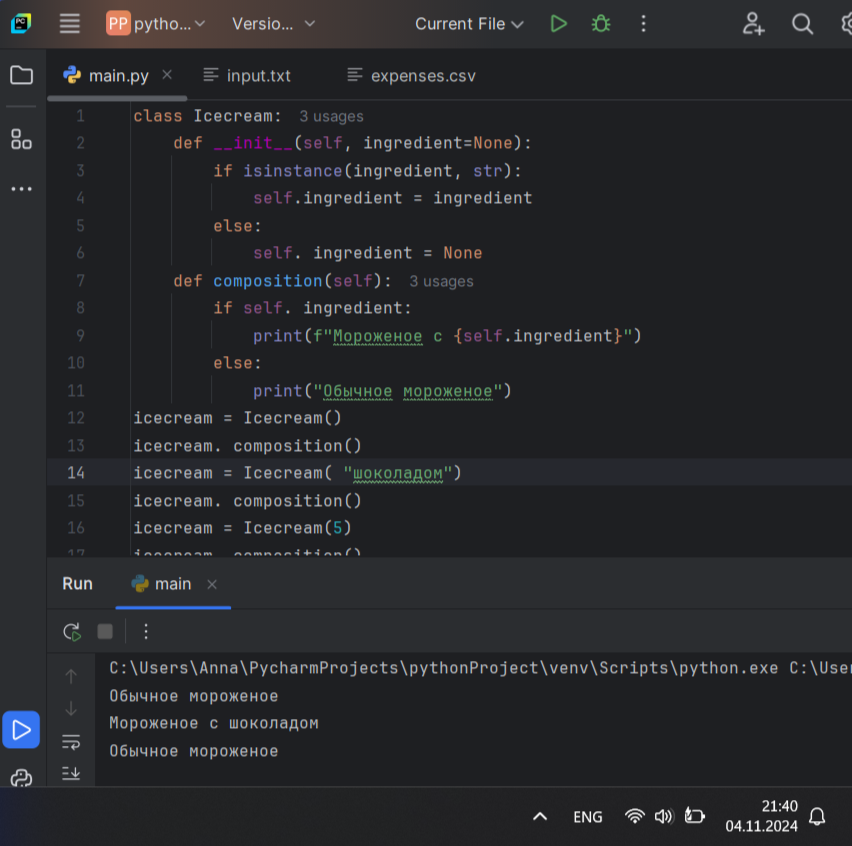 PP pytho... Versio... Current File
main.py input.txt expenses.csv
1 class Icecream: 3 usages
2 def __init__(self, ingredient=None):
3 if isinstance(ingredient, str):
4 self.ingredient = ingredient
5 else:
6 self. ingredient = None
7 def composition(self): 3 usages
8 if self. ingredient:
9 print(f"Мороженое с {self.ingredient}")
10 else:
11 print("Обычное мороженое")
12 icecream = Icecream()
13 icecream. composition()
14 icecream = Icecream( "шоколадом")
15 icecream. composition()
16 icecream = Icecream(5)
17 icecream. composition()
Run main
C:\Users\Anna\PycharmProjects\pythonProject\venv\Scripts\python.exe C:\Use
Обычное мороженое
Мороженое с шоколадом
Обычное мороженое
ENG 21:40
04.11.2024